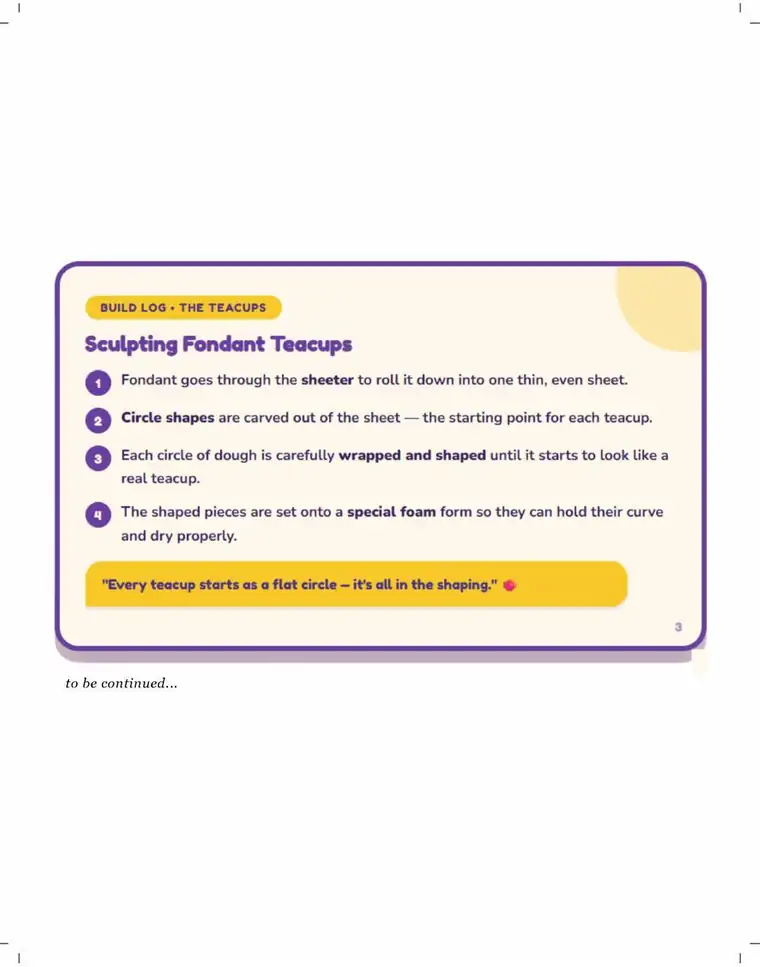 BUILD LOG • THE TEACUPS
Sculpting Fondant Teacups
1 Fondant goes through the sheeter to roll it down into one thin, even sheet.
2 Circle shapes are carved out of the sheet — the starting point for each teacup.
3 Each circle of dough is carefully wrapped and shaped until it starts to look like a
real teacup.
4 The shaped pieces are set onto a special foam form so they can hold their curve
and dry properly.
"Every teacup starts as a flat circle — it's all in the shaping."
3
to be continued...